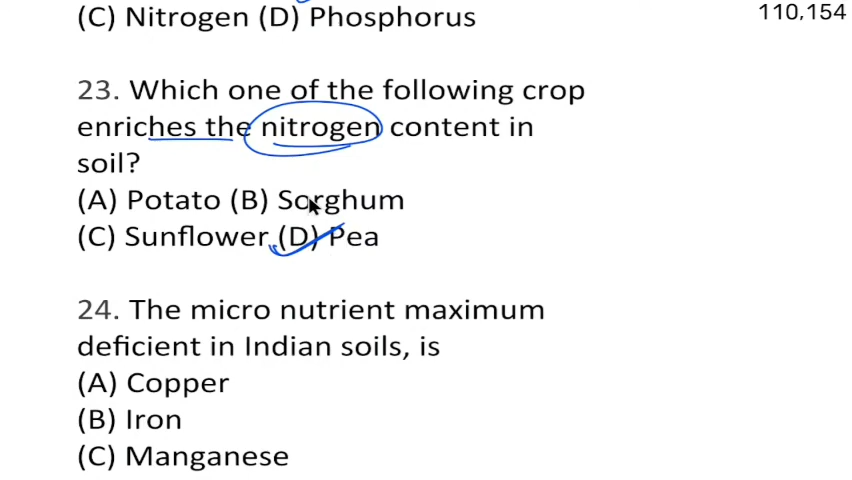 (C) Nitrogen (D) Phosphorus
110,154
23. Which one of the following crop
enriches the nitrogen content in
soil?
(A) Potato (B) Sorghum
(C) Sunflower (D) Pea
24. The micro nutrient maximum
deficient in Indian soils, is
(A) Copper
(B) Iron
(C) Manganese